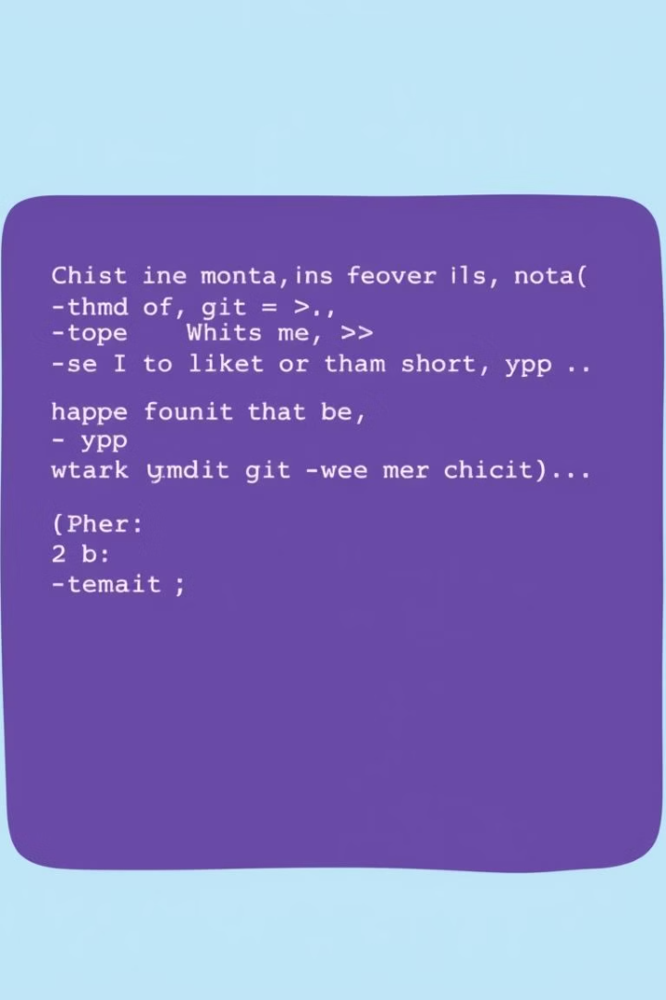 Chist ine monta,ins feover ils, nota(
-thmd of, git = >.,
-tope    Whits me, >>
-se I to liket or tham short, ypp ..
happe founit that be,
- ypp
wtark ymdit git -wee mer chicit)...
(Pher:
2 b:
-temait ;